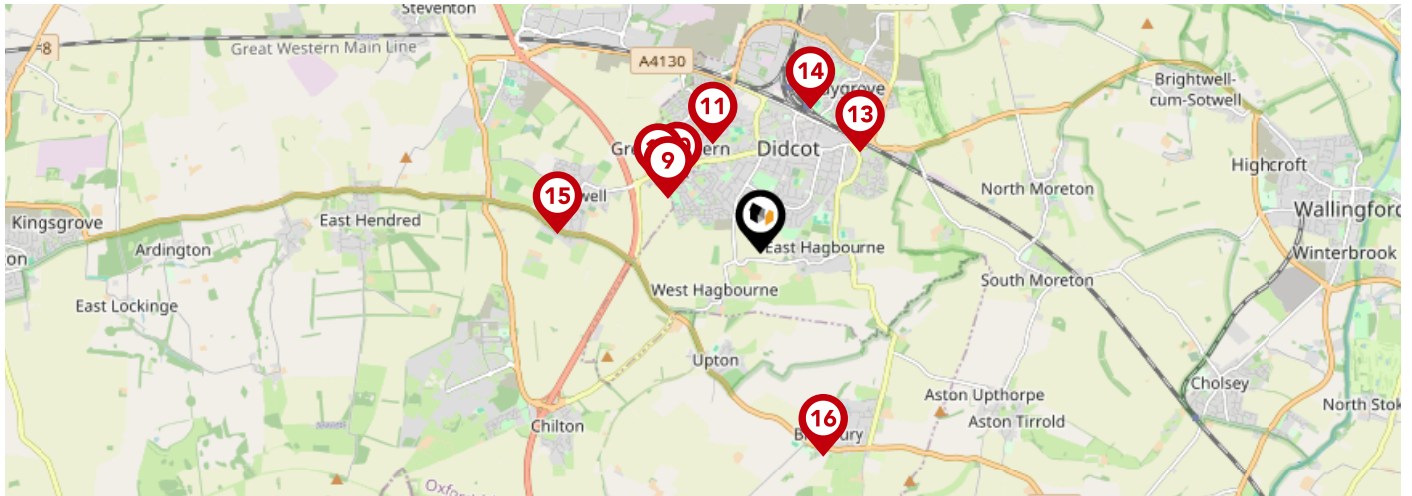 Steventon
Great Western Main Line
A4130
14
11
13
9
Didcot
Brightwell-
cum-Sotwell
Highcroft
North Moreton
15
Wallingford
Kingsgrove
East Hendred
Ardington
East Hagbourne
Winterbrook
South Moreton
West Hagbourne
East Lockinge
Upton
Cholsey
Aston Upthorpe
Aston Tirrold
16
Chilton